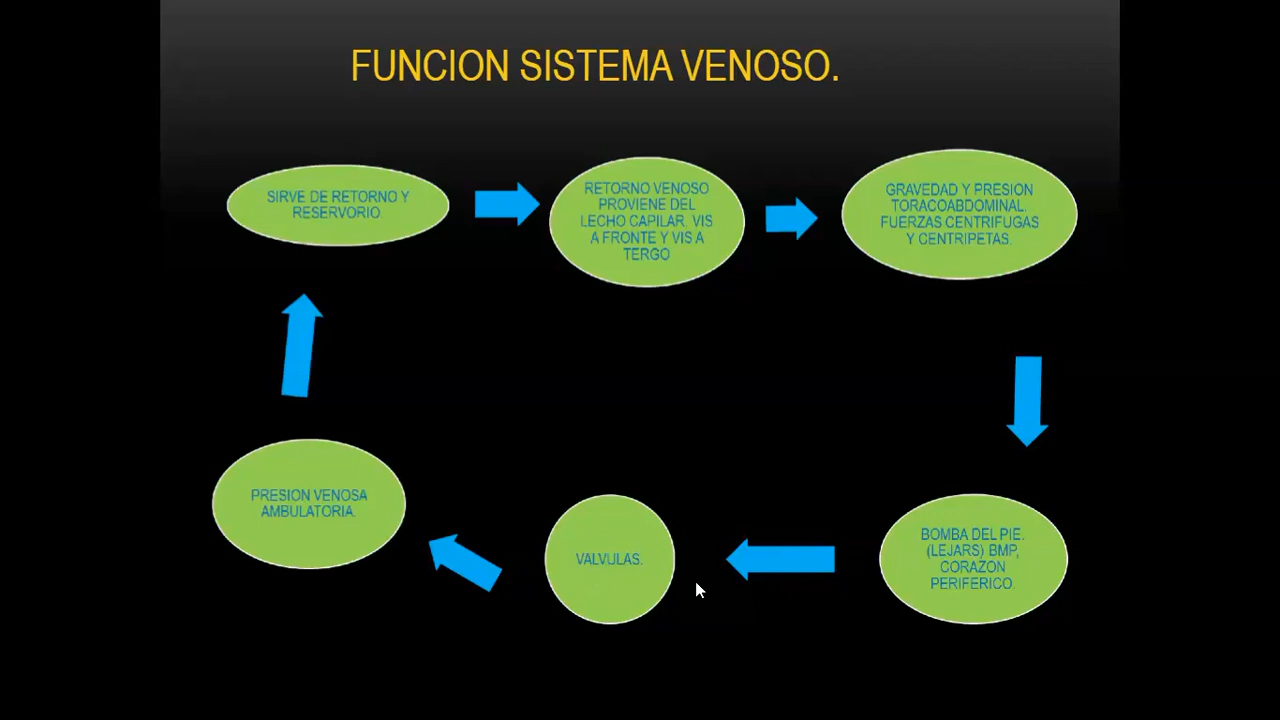 FUNCION SISTEMA VENOSO.
SIRVE DE RETORNO Y
RESERVORIO.
RETORNO VENOSO
PROVIENE DEL
LECHO CAPILAR. VIS
A FRONTE Y VIS A
TERGO
GRAVEDAD Y PRESION
TORACOABDOMINAL.
FUERZAS CENTRIFUGAS
Y CENTRIPETAS.
BOMBA DEL PIE.
(LEJARS) BMP,
CORAZON
PERIFERICO.
VALVULAS.
PRESION VENOSA
AMBULATORIA.